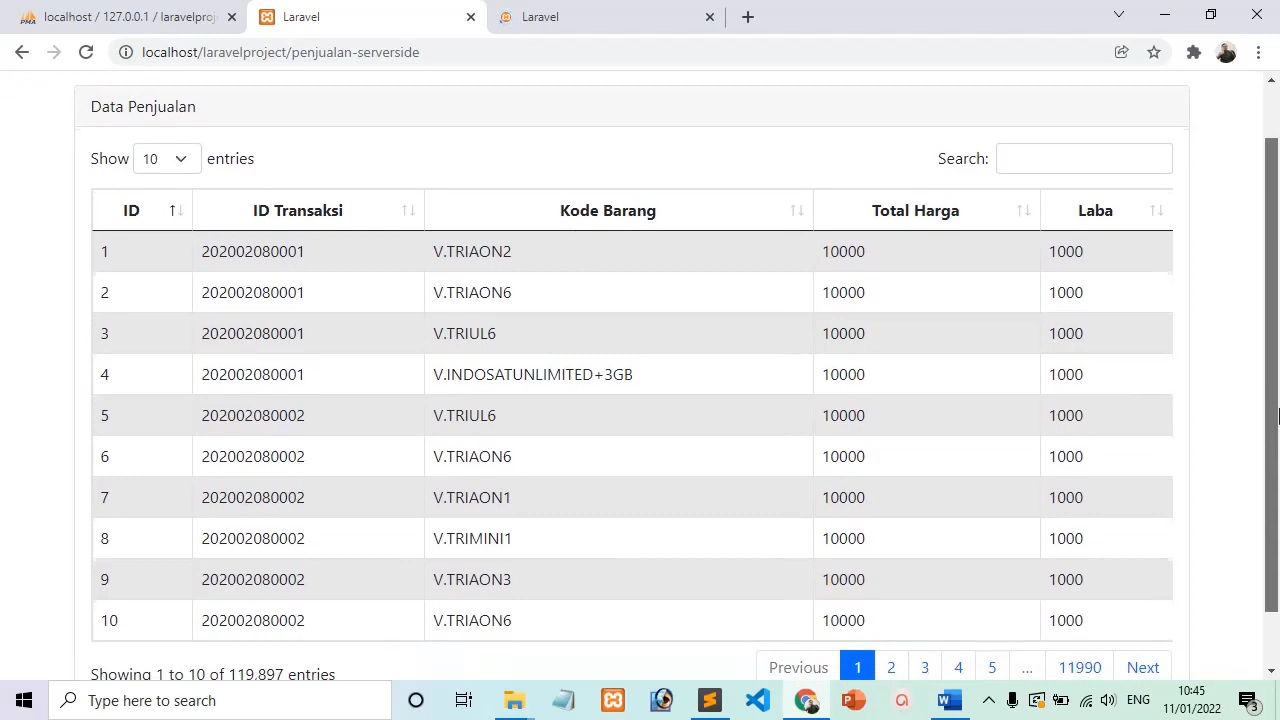 localhost / 127.0.0.1 / laravelproj
Laravel
Laravel
localhost/laravelproject/penjualan-serverside
Data Penjualan
Show 10 entries
Search:
ID ID Transaksi Kode Barang Total Harga Laba
1 202002080001 V.TRIAON2 10000 1000
2 202002080001 V.TRIAON6 10000 1000
3 202002080001 V.TRIUL6 10000 1000
4 202002080001 V.INDOSATUNLIMITED+3GB 10000 1000
5 202002080002 V.TRIUL6 10000 1000
6 202002080002 V.TRIAON6 10000 1000
7 202002080002 V.TRIAON1 10000 1000
8 202002080002 V.TRIMINI1 10000 1000
9 202002080002 V.TRIAON3 10000 1000
10 202002080002 V.TRIAON6 10000 1000
Showing 1 to 10 of 119,897 entries
Previous 1 2 3 4 5 ... 11990 Next
Type here to search
ENG
10:45
11/01/2022
3